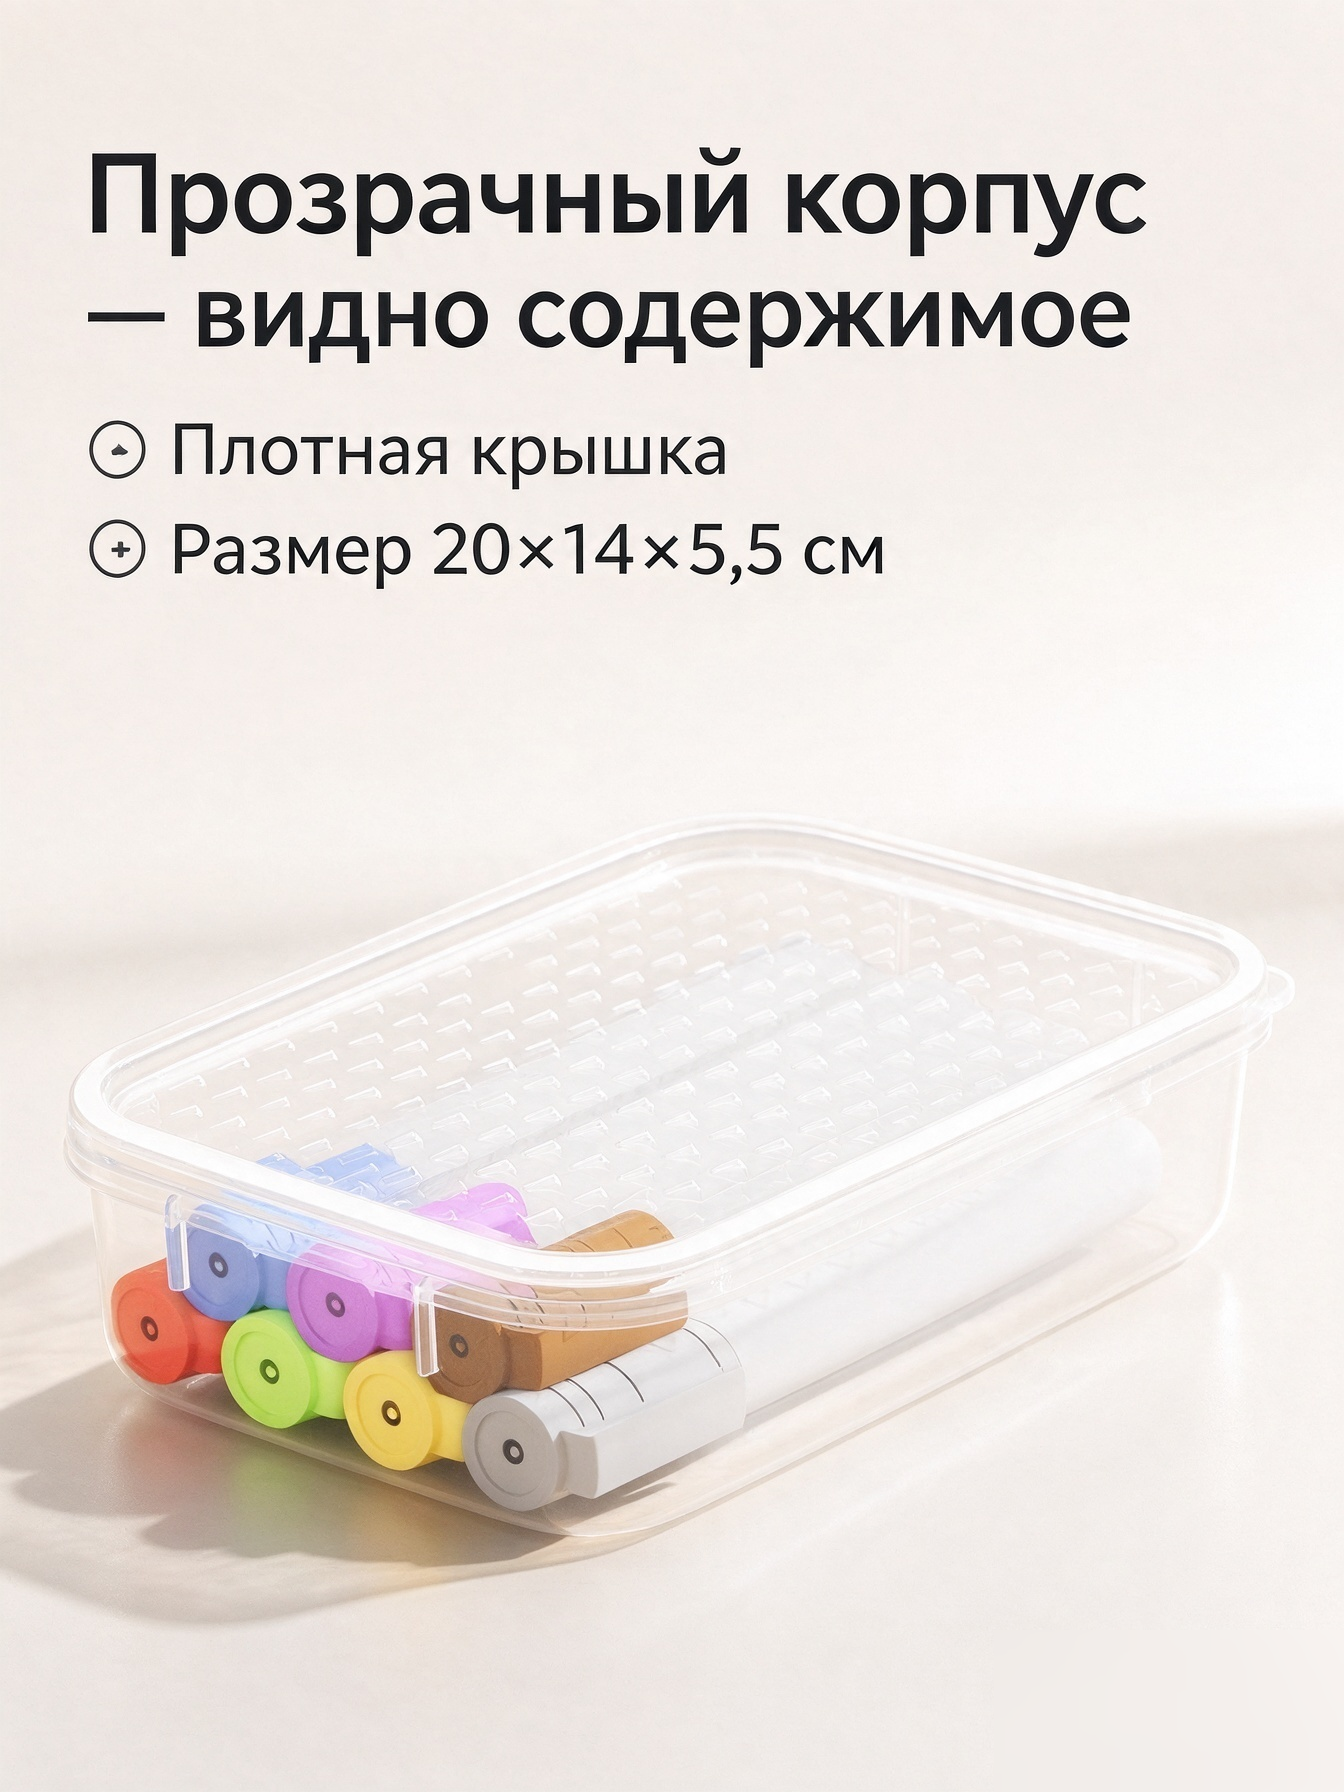 Прозрачный корпус
— видно содержимое
Плотная крышка
Размер 20×14×5,5 см